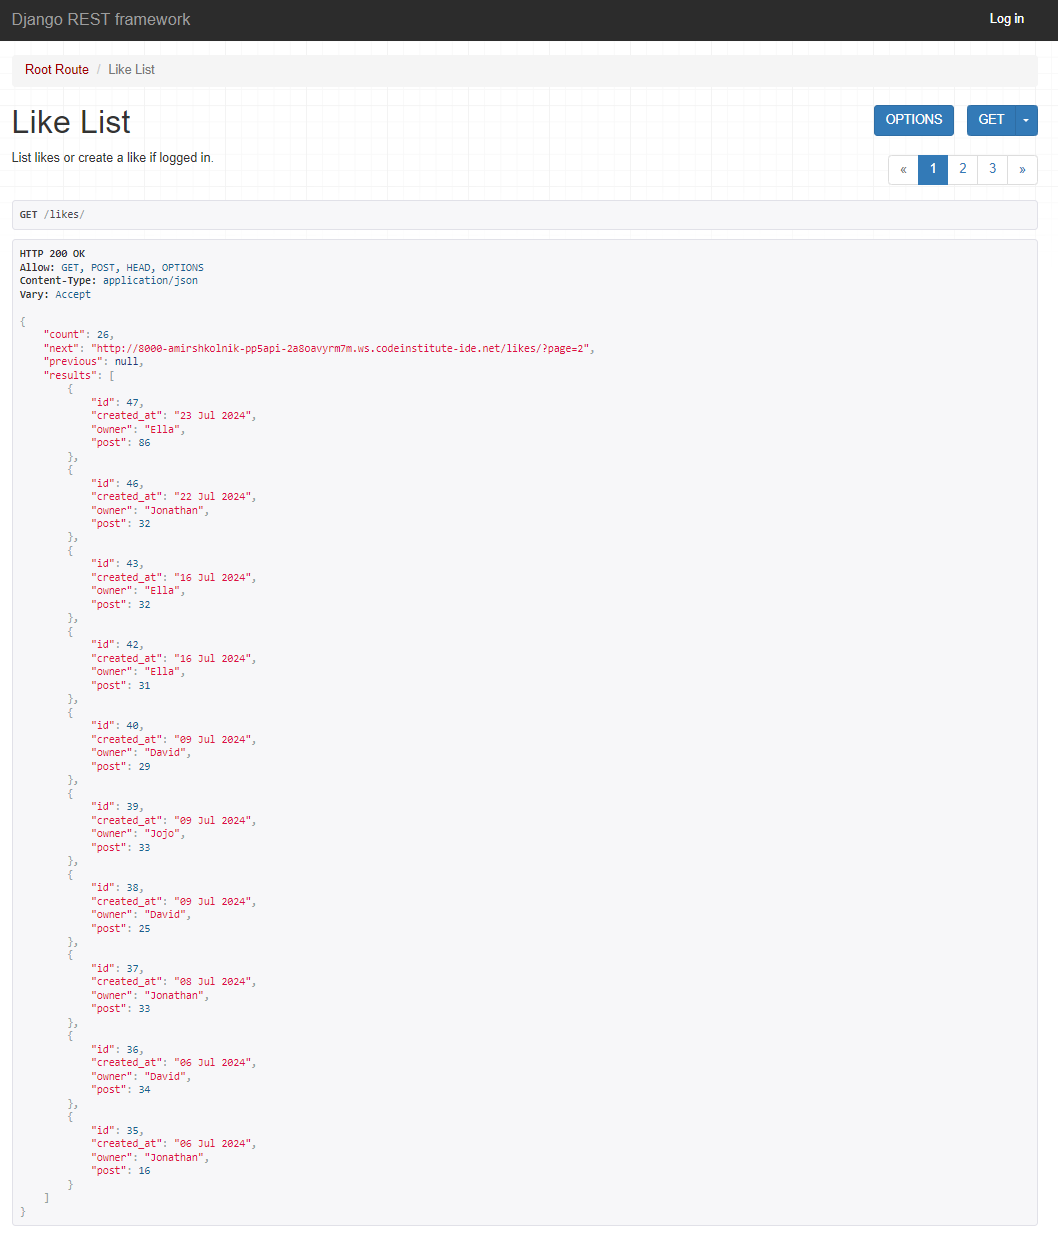 Django REST framework
Log in
Root Route / Like List
Like List
OPTIONS
GET
List likes or create a like if logged in.
« 1 2 3 »
GET /likes/
HTTP 200 OK
Allow: GET, POST, HEAD, OPTIONS
Content-Type: application/json
Vary: Accept
{
    "count": 26,
    "next": "http://8000-amirshkolnik-pp5api-2a8oavyrm7m.ws.codeinstitute-ide.net/likes/?page=2",
    "previous": null,
    "results": [
        {
            "id": 47,
            "created_at": "23 Jul 2024",
            "owner": "Ella",
            "post": 86
        },
        {
            "id": 46,
            "created_at": "22 Jul 2024",
            "owner": "Jonathan",
            "post": 32
        },
        {
            "id": 43,
            "created_at": "16 Jul 2024",
            "owner": "Ella",
            "post": 32
        },
        {
            "id": 42,
            "created_at": "16 Jul 2024",
            "owner": "Ella",
            "post": 31
        },
        {
            "id": 40,
            "created_at": "09 Jul 2024",
            "owner": "David",
            "post": 29
        },
        {
            "id": 39,
            "created_at": "09 Jul 2024",
            "owner": "Jojo",
            "post": 33
        },
        {
            "id": 38,
            "created_at": "09 Jul 2024",
            "owner": "David",
            "post": 25
        },
        {
            "id": 37,
            "created_at": "08 Jul 2024",
            "owner": "Jonathan",
            "post": 33
        },
        {
            "id": 36,
            "created_at": "06 Jul 2024",
            "owner": "David",
            "post": 34
        },
        {
            "id": 35,
            "created_at": "06 Jul 2024",
            "owner": "Jonathan",
            "post": 16
        }
    ]
}